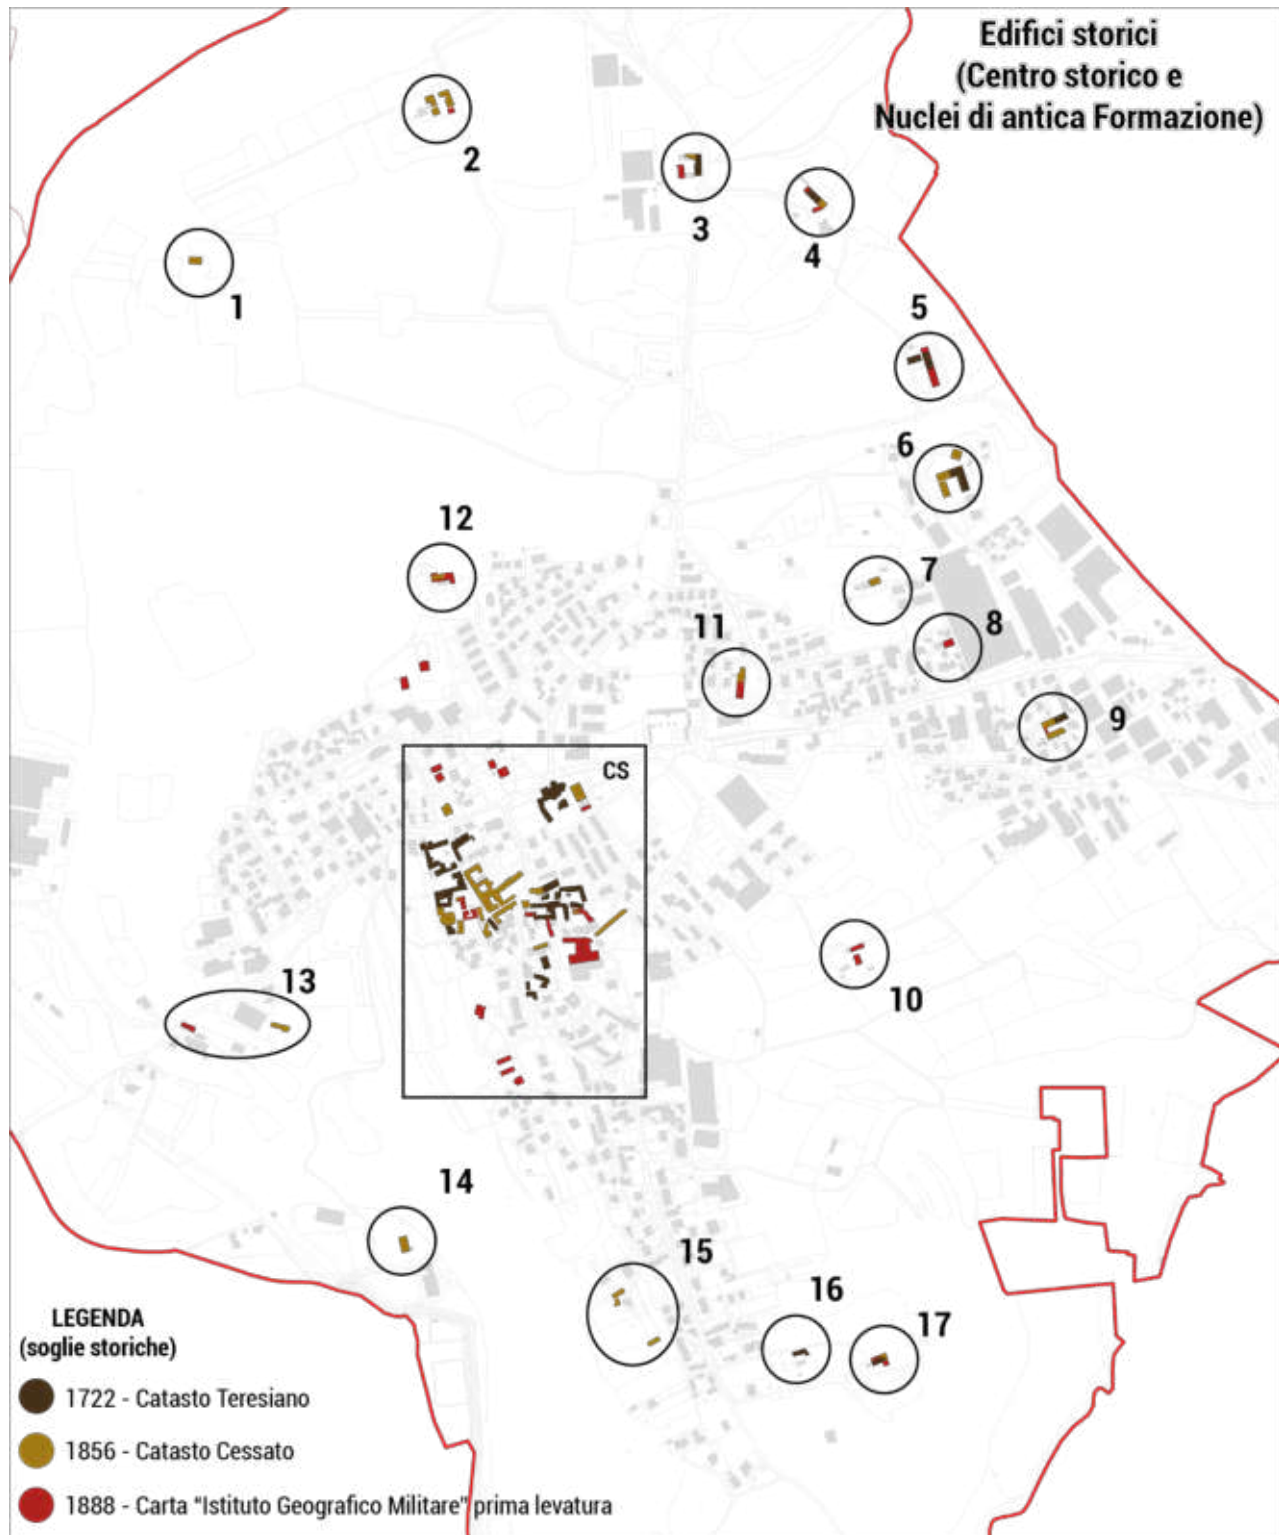 Edifici storici
(Centro storico e
Nuclei di antica Formazione)
2
3
4
1
5
6
12
7
8
11
9
CS
13
10
14
15
16
17
LEGENDA
(soglie storiche)
1722 - Catasto Teresiano
1856 - Catasto Cessato
1888 - Carta "Istituto Geografico Militare" prima levatura